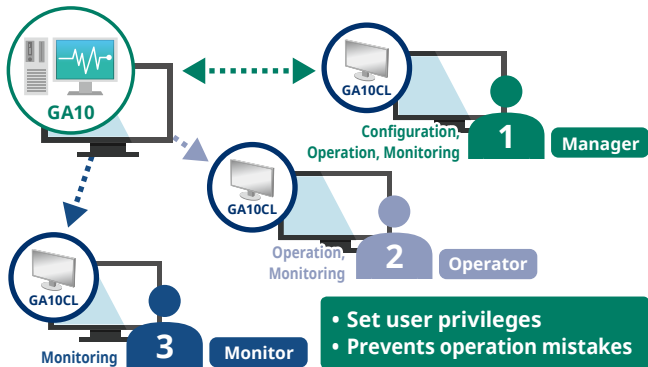 GA10
GA10CL
Configuration,
Operation, Monitoring
1
Manager
GA10CL
Operation,
Monitoring
2
Operator
GA10CL
Monitoring
3
Monitor
• Set user privileges
• Prevents operation mistakes